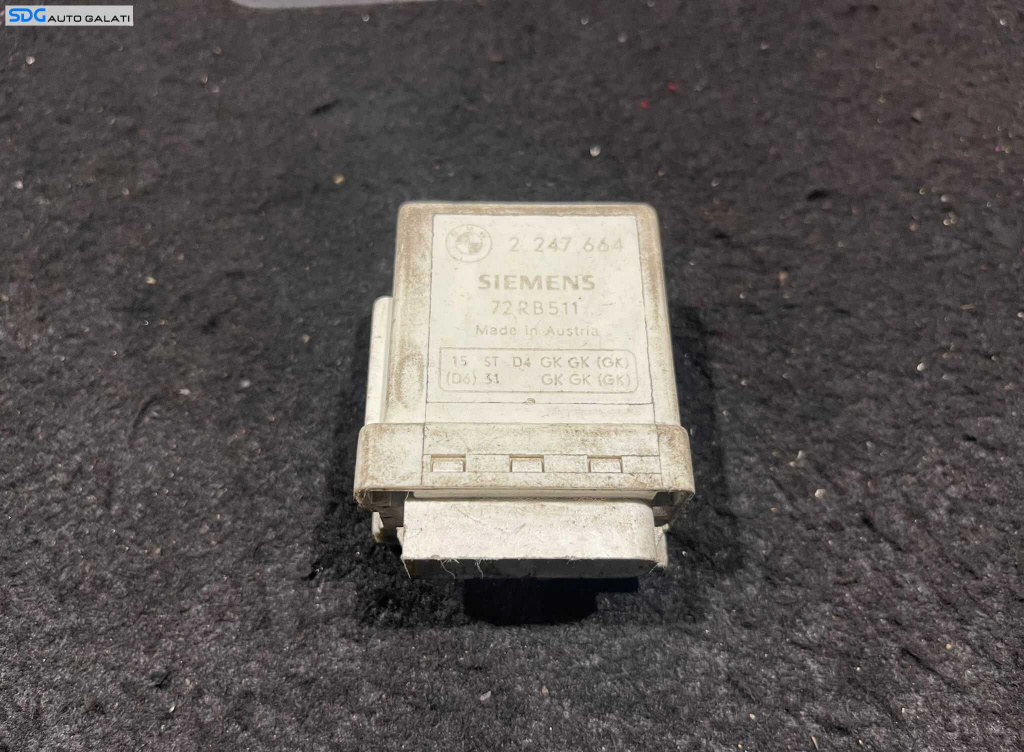 SDG AUTO GALATI
BMW 2 247 664
SIEMENS
72RB511
Made in Austria
15 ST D4 GK GK (GK)
(D6) 31 GK GK (GK)